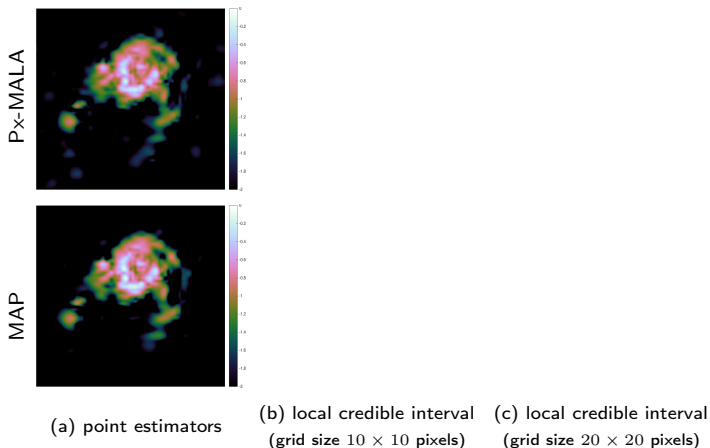 Px-MALA
MAP
(a) point estimators
(b) local credible interval
(grid size 10 × 10 pixels)
(c) local credible interval
(grid size 20 × 20 pixels)